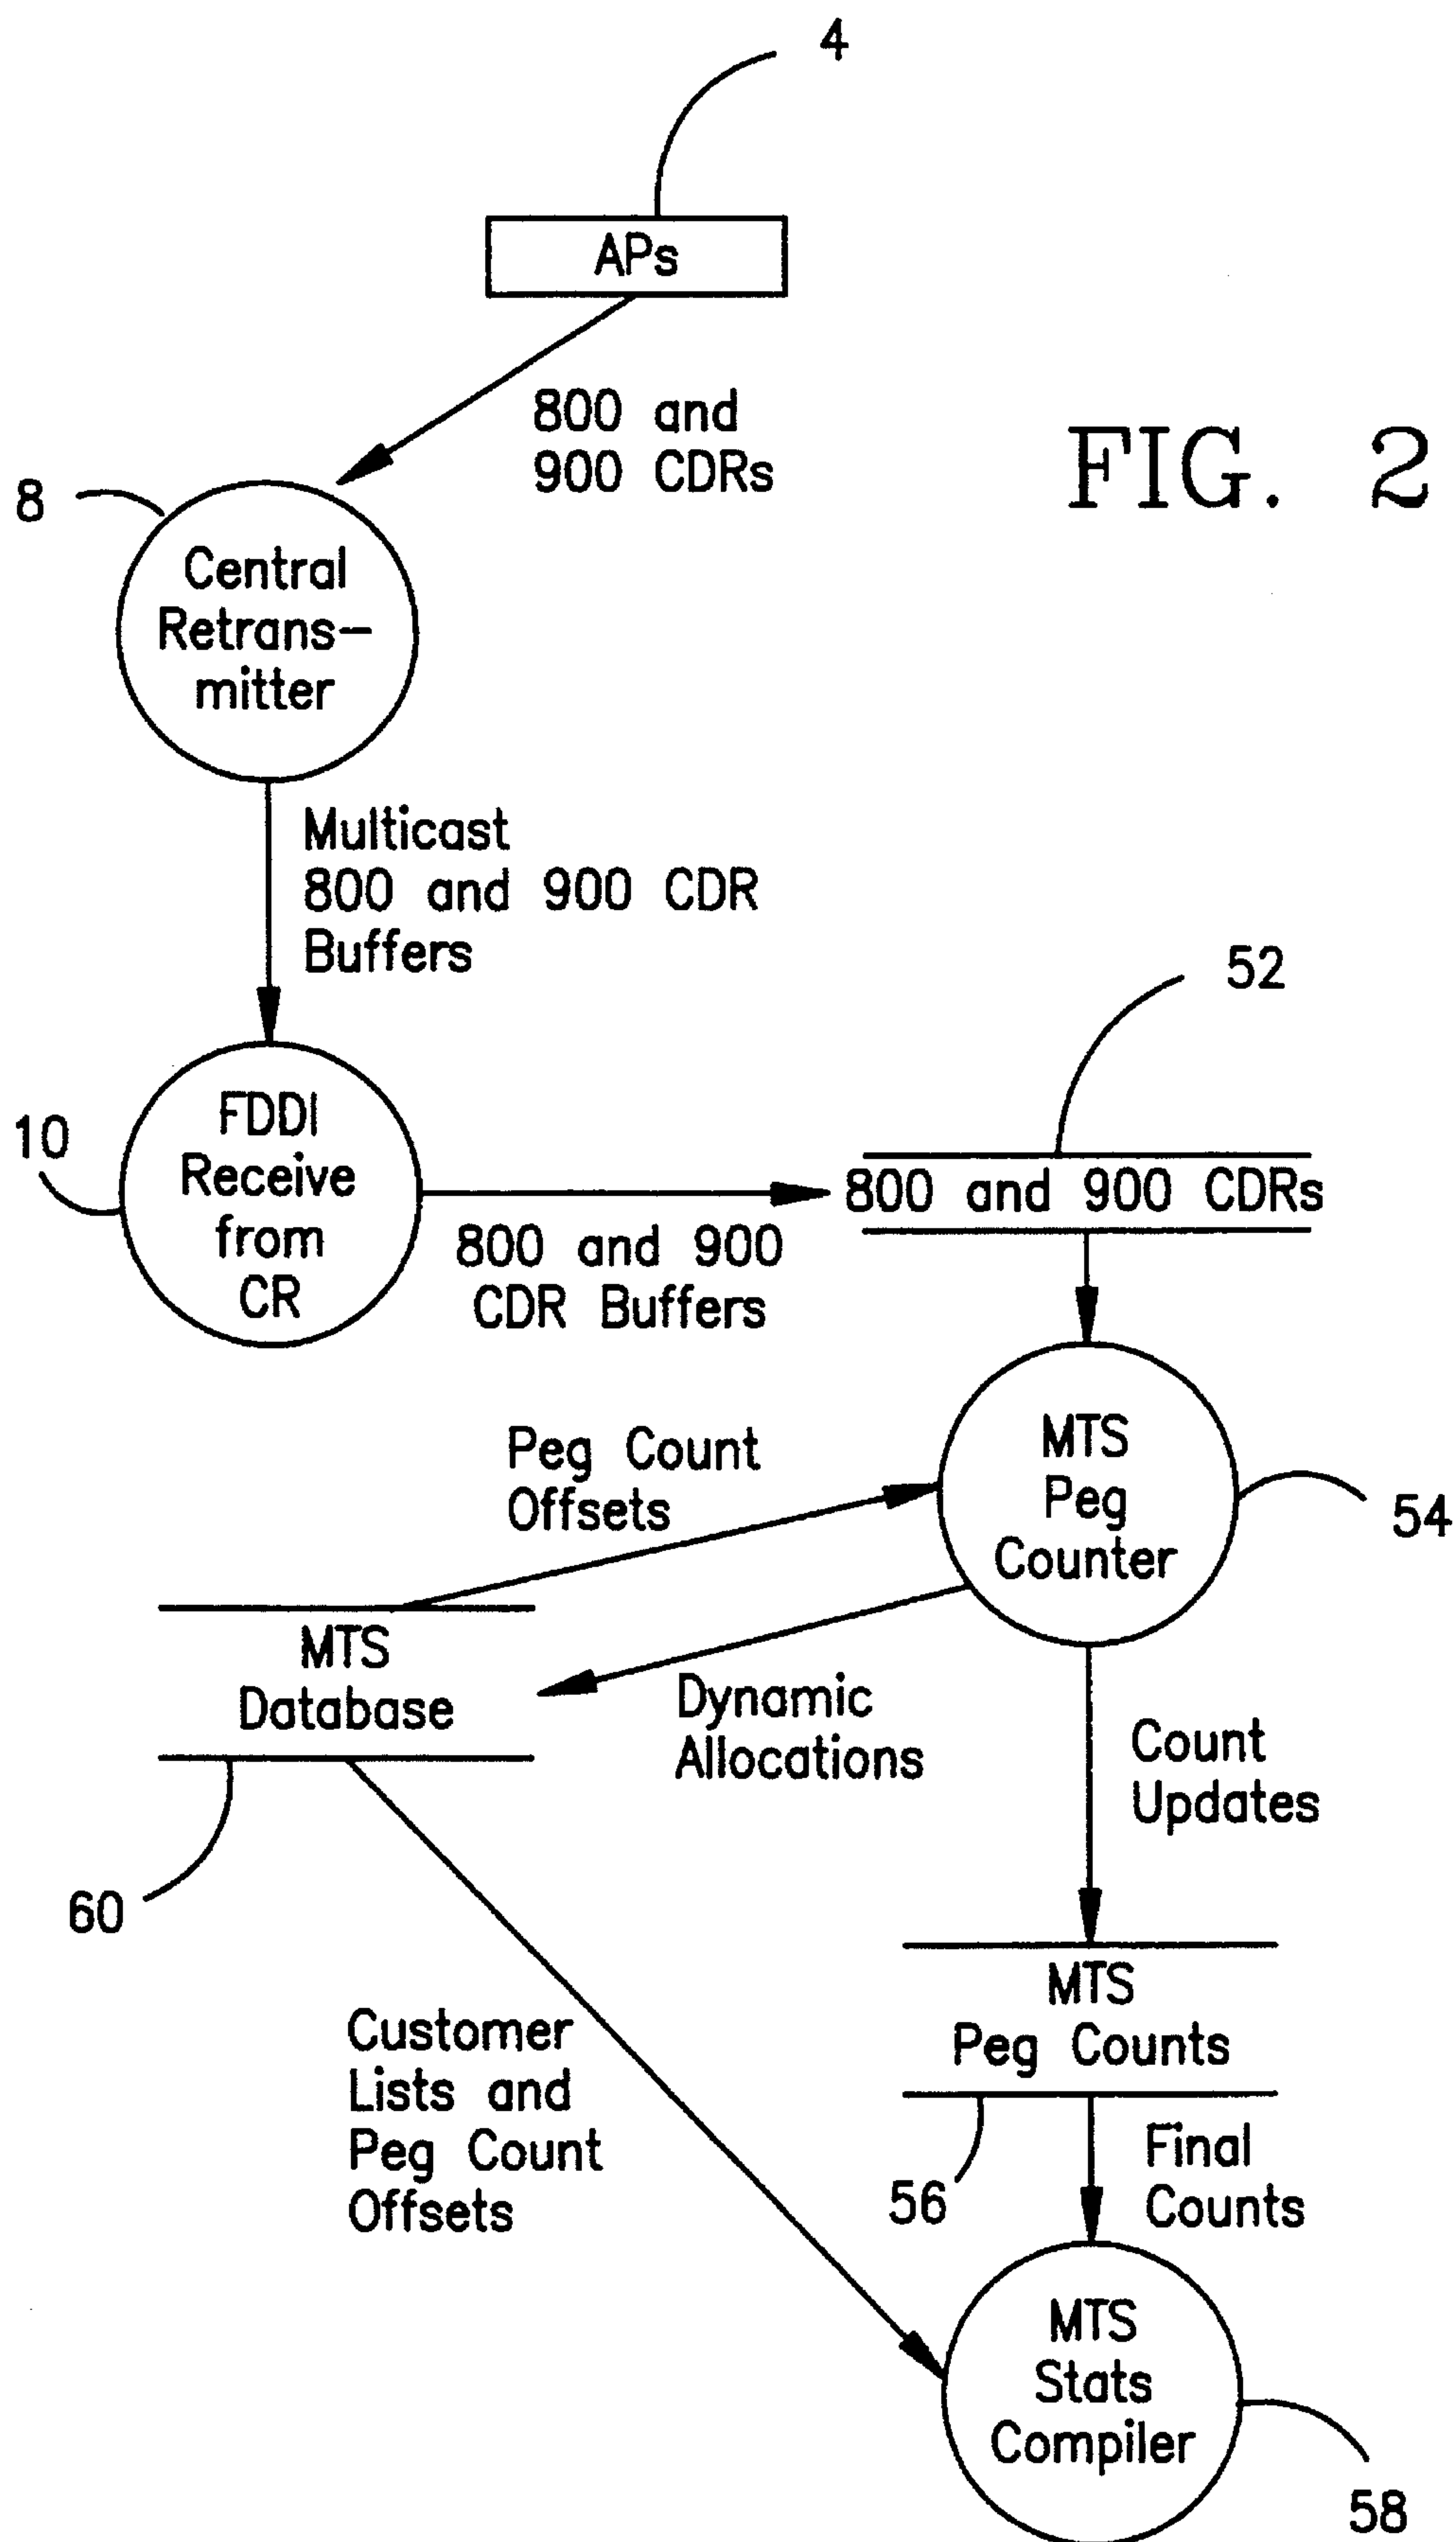 4
APs
800 and
900 CDRs
FIG. 2
8
Central
Retrans-
mitter
Multicast
800 and 900 CDR
Buffers
52
10
FDDI
Receive
from
CR
800 and 900 CDRs
800 and 900
CDR Buffers
Peg Count
Offsets
MTS
Peg
Counter
54
MTS
Database
Dynamic
Allocations
Count
Updates
60
MTS
Peg Counts
Customer
Lists and
Peg Count
Offsets
56
Final
Counts
MTS
Stats
Compiler
58